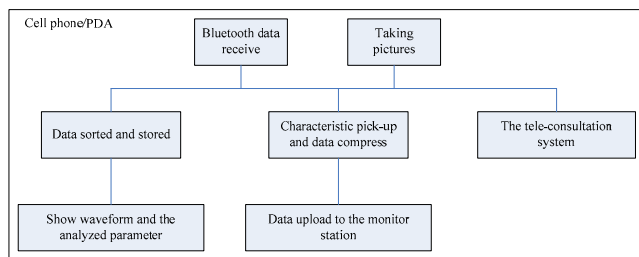 Cell phone/PDA
Bluetooth data
receive
Taking
pictures
Data sorted and stored
Characteristic pick-up
and data compress
The tele-consultation
system
Show waveform and the
analyzed parameter
Data upload to the monitor
station